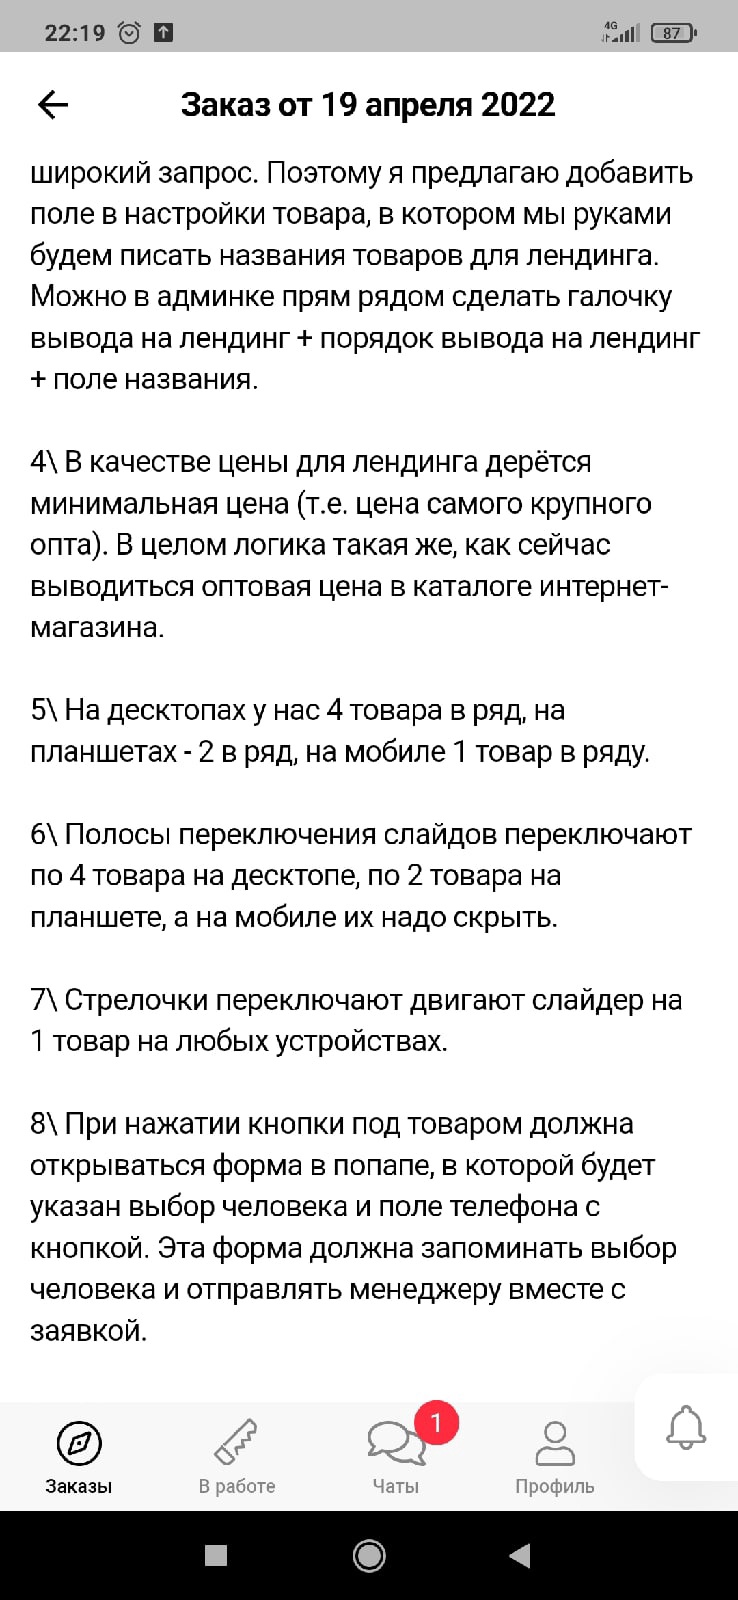 22:19
4G
87
Заказ от 19 апреля 2022
широкий запрос. Поэтому я предлагаю добавить
поле в настройки товара, в котором мы руками
будем писать названия товаров для лендинга.
Можно в админке прям рядом сделать галочку
вывода на лендинг + порядок вывода на лендинг
+ поле названия.
4\ В качестве цены для лендинга дерётся
минимальная цена (т.е. цена самого крупного
опта). В целом логика такая же, как сейчас
выводиться оптовая цена в каталоге интернет-
магазина.
5\ На десктопах у нас 4 товара в ряд, на
планшетах - 2 в ряд, на мобиле 1 товар в ряду.
6\ Полосы переключения слайдов переключают
по 4 товара на десктопе, по 2 товара на
планшете, а на мобиле их надо скрыть.
7\ Стрелочки переключают двигают слайдер на
1 товар на любых устройствах.
8\ При нажатии кнопки под товаром должна
открываться форма в попапе, в которой будет
указан выбор человека и поле телефона с
кнопкой. Эта форма должна запоминать выбор
человека и отправлять менеджеру вместе с
заявкой.
1
Заказы
В работе
Чаты
Профиль